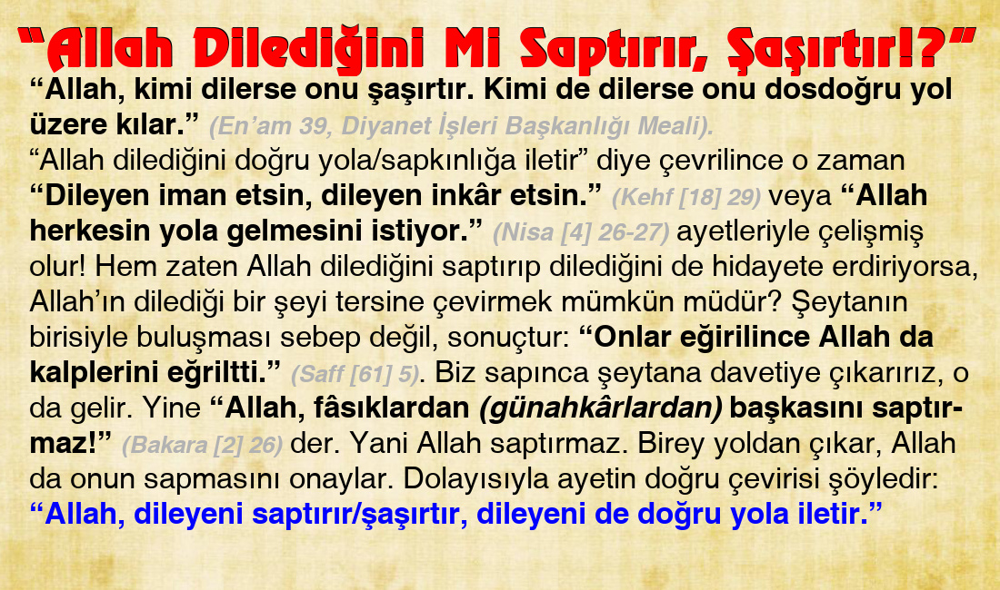 “Allah Dilediğini Mi Saptırır, Şaşırtır!?”
“Allah, kimi dilerse onu şaşırtır. Kimi de dilerse onu dosdoğru yol
üzere kılar.” (En’am 39, Diyanet İşleri Başkanlığı Meali).
“Allah dilediğini doğru yola/sapkınlığa iletir” diye çevrilince o zaman
“Dileyen iman etsin, dileyen inkâr etsin.” (Kehf [18] 29) veya “Allah
herkesin yola gelmesini istiyor.” (Nisa [4] 26-27) ayetleriyle çelişmiş
olur! Hem zaten Allah dilediğini saptırıp dilediğini de hidayete erdiriyorsa,
Allah’ın dilediği bir şeyi tersine çevirmek mümkün müdür? Şeytanın
birisiyle buluşması sebep değil, sonuçtur: “Onlar eğirilince Allah da
kalplerini eğriltti.” (Saff [61] 5). Biz sapınca şeytana davetiye çıkarırız, o
da gelir. Yine “Allah, fâsıklardan (günahkârlardan) başkasını saptır-
maz!” (Bakara [2] 26) der. Yani Allah saptırmaz. Birey yoldan çıkar, Allah
da onun sapmasını onaylar. Dolayısıyla ayetin doğru çevirisi şöyledir:
“Allah, dileyeni saptırır/şaşırtır, dileyeni de doğru yola iletir.”